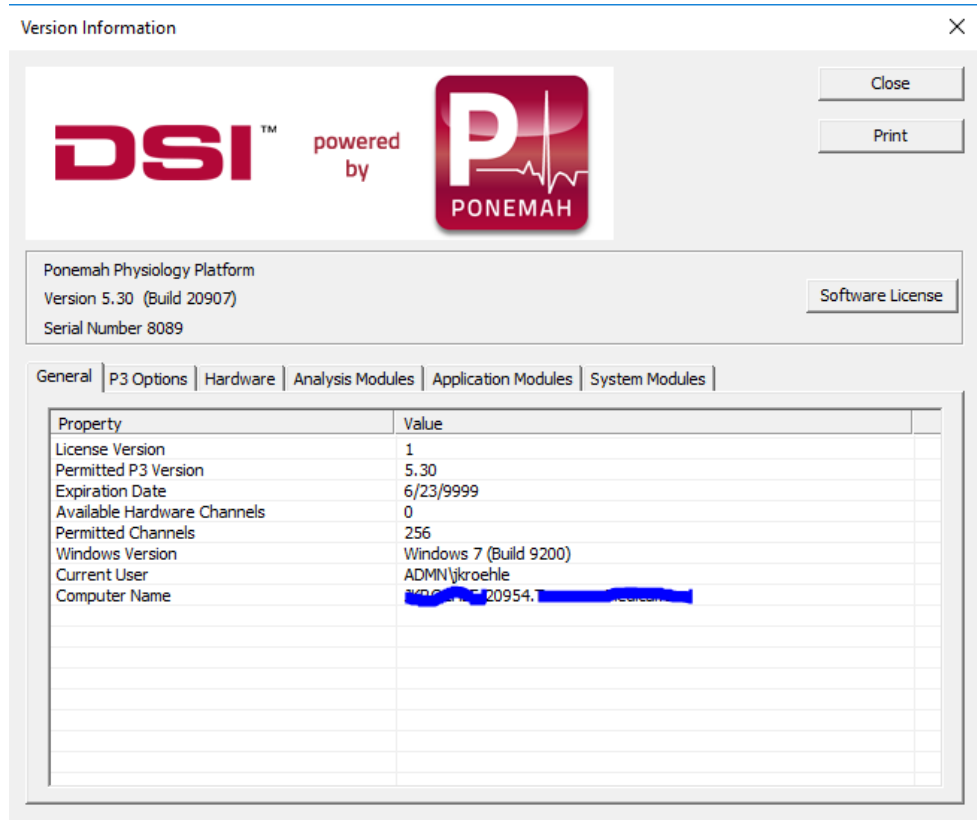 Version Information
DSI™ powered by PONEMAH
Close
Print
Ponemah Physiology Platform
Version 5.30 (Build 20907)
Serial Number 8089
Software License
General P3 Options Hardware Analysis Modules Application Modules System Modules
Property Value
License Version 1
Permitted P3 Version 5.30
Expiration Date 6/23/9999
Available Hardware Channels 0
Permitted Channels 256
Windows Version Windows 7 (Build 9200)
Current User ADMN\jkroehle
Computer Name 20954.